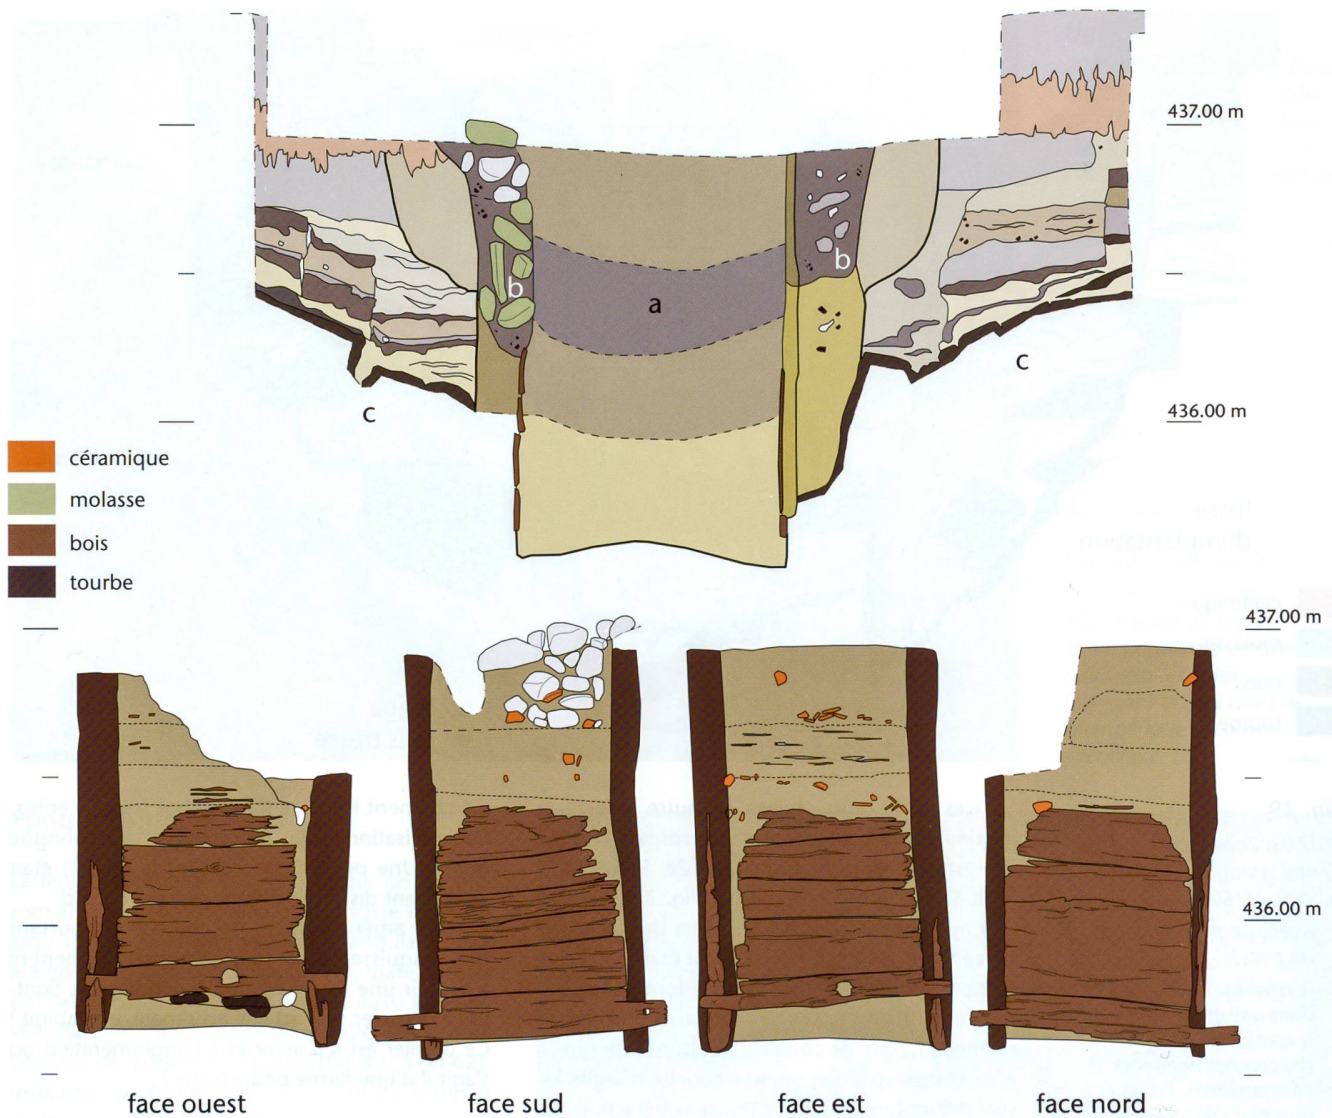 437.00 m
b
b
a
c
c
436.00 m
céramique
molasse
bois
tourbe
437.00 m
436.00 m
face ouest
face sud
face est
face nord